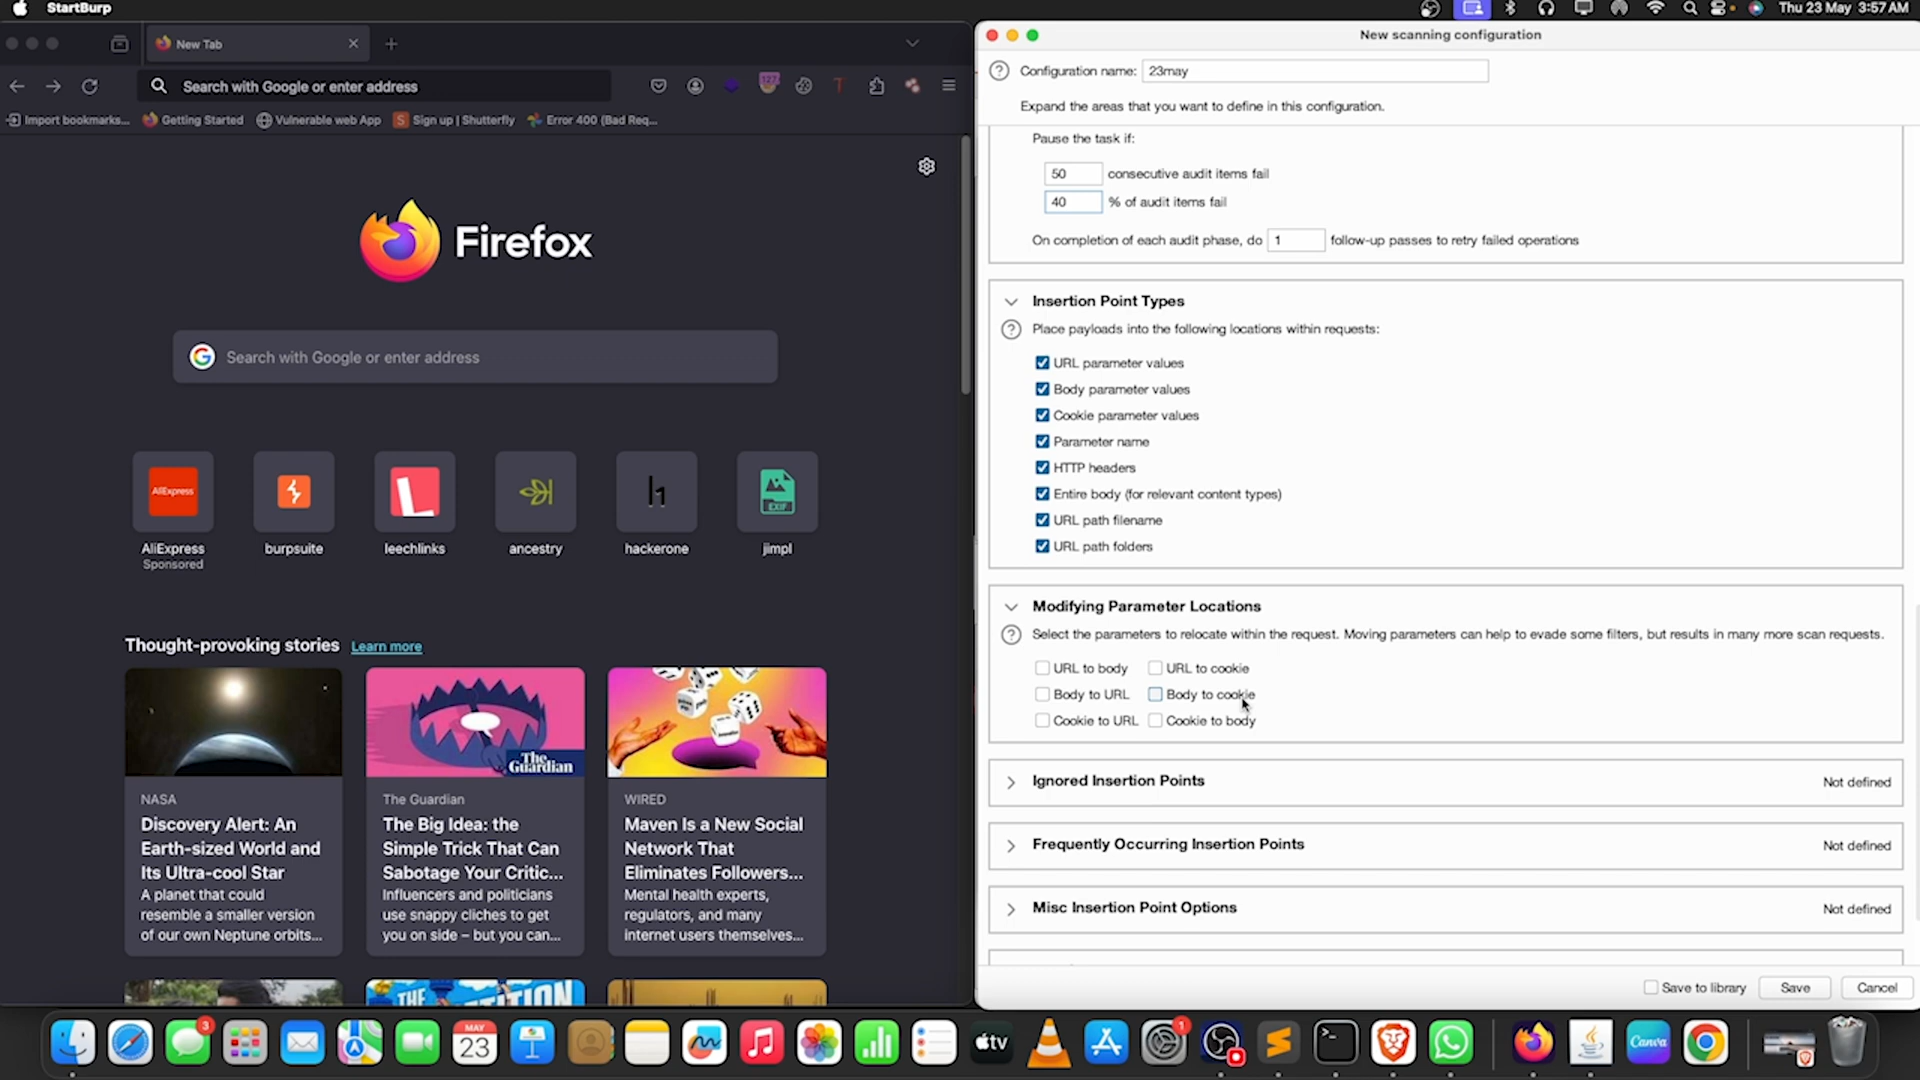 StartBurp
Thu 23 May 3:57 AM
New Tab
Search with Google or enter address
127
Import bookmarks...
Getting Started
Vulnerable web App
Sign up | Shutterfly
Error 400 (Bad Req...
Firefox
Search with Google or enter address
AliExpress
EXIF
AliExpress
Sponsored
burpsuite
leechlinks
ancestry
hackerone
jimpl
Thought-provoking stories Learn more
The
Guardian
NASA
Discovery Alert: An
Earth-sized World and
Its Ultra-cool Star
A planet that could
resemble a smaller version
of our own Neptune orbits...
The Guardian
The Big Idea: the
Simple Trick That Can
Sabotage Your Critic...
Influencers and politicians
use snappy cliches to get
you on side – but you can...
WIRED
Maven Is a New Social
Network That
Eliminates Followers...
Mental health experts,
regulators, and many
internet users themselves...
New scanning configuration
Configuration name: 23may
Expand the areas that you want to define in this configuration.
Pause the task if:
50 consecutive audit items fail
40 % of audit items fail
On completion of each audit phase, do 1 follow-up passes to retry failed operations
Insertion Point Types
Place payloads into the following locations within requests:
URL parameter values
Body parameter values
Cookie parameter values
Parameter name
HTTP headers
Entire body (for relevant content types)
URL path filename
URL path folders
Modifying Parameter Locations
Select the parameters to relocate within the request. Moving parameters can help to evade some filters, but results in many more scan requests.
URL to body URL to cookie
Body to URL Body to cookie
Cookie to URL Cookie to body
Ignored Insertion Points Not defined
Frequently Occurring Insertion Points Not defined
Misc Insertion Point Options Not defined
Save to library Save Cancel
3
MAY
23
tv
1
Canva